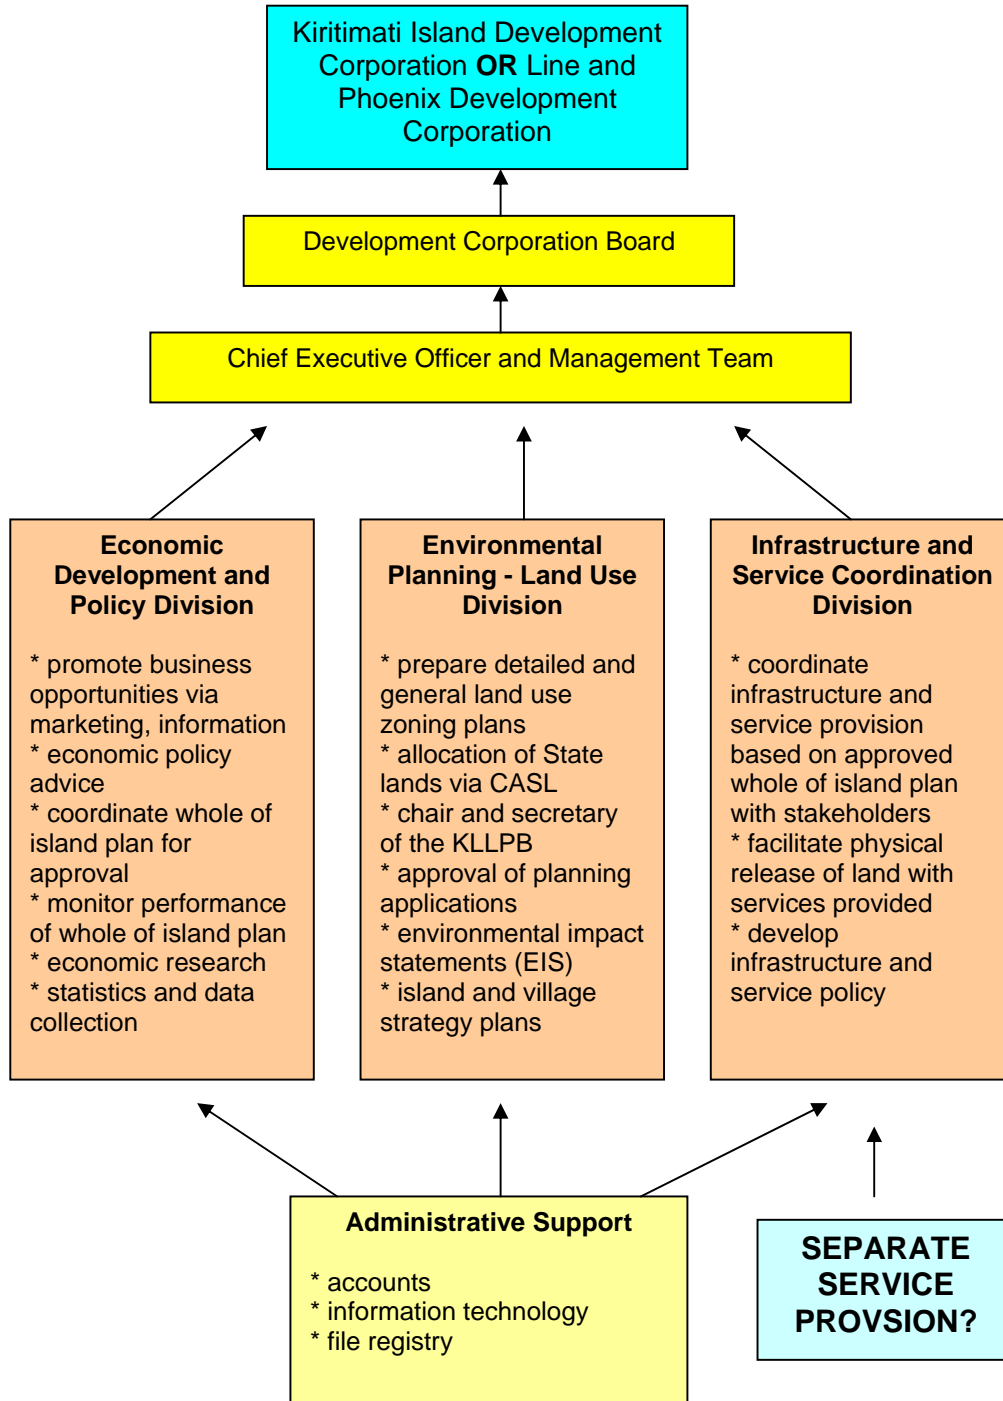 Kiritimati Island Development
Corporation OR Line and
Phoenix Development
Corporation
Development Corporation Board
Chief Executive Officer and Management Team
Economic
Development and
Policy Division
* promote business
opportunities via
marketing, information
* economic policy
advice
* coordinate whole of
island plan for
approval
* monitor performance
of whole of island plan
* economic research
* statistics and data
collection
Environmental
Planning - Land Use
Division
* prepare detailed and
general land use
zoning plans
* allocation of State
lands via CASL
* chair and secretary
of the KLLPB
* approval of planning
applications
* environmental impact
statements (EIS)
* island and village
strategy plans
Infrastructure and
Service Coordination
Division
* coordinate
infrastructure and
service provision
based on approved
whole of island plan
with stakeholders
* facilitate physical
release of land with
services provided
* develop
infrastructure and
service policy
Administrative Support
* accounts
* information technology
* file registry
SEPARATE
SERVICE
PROVSION?